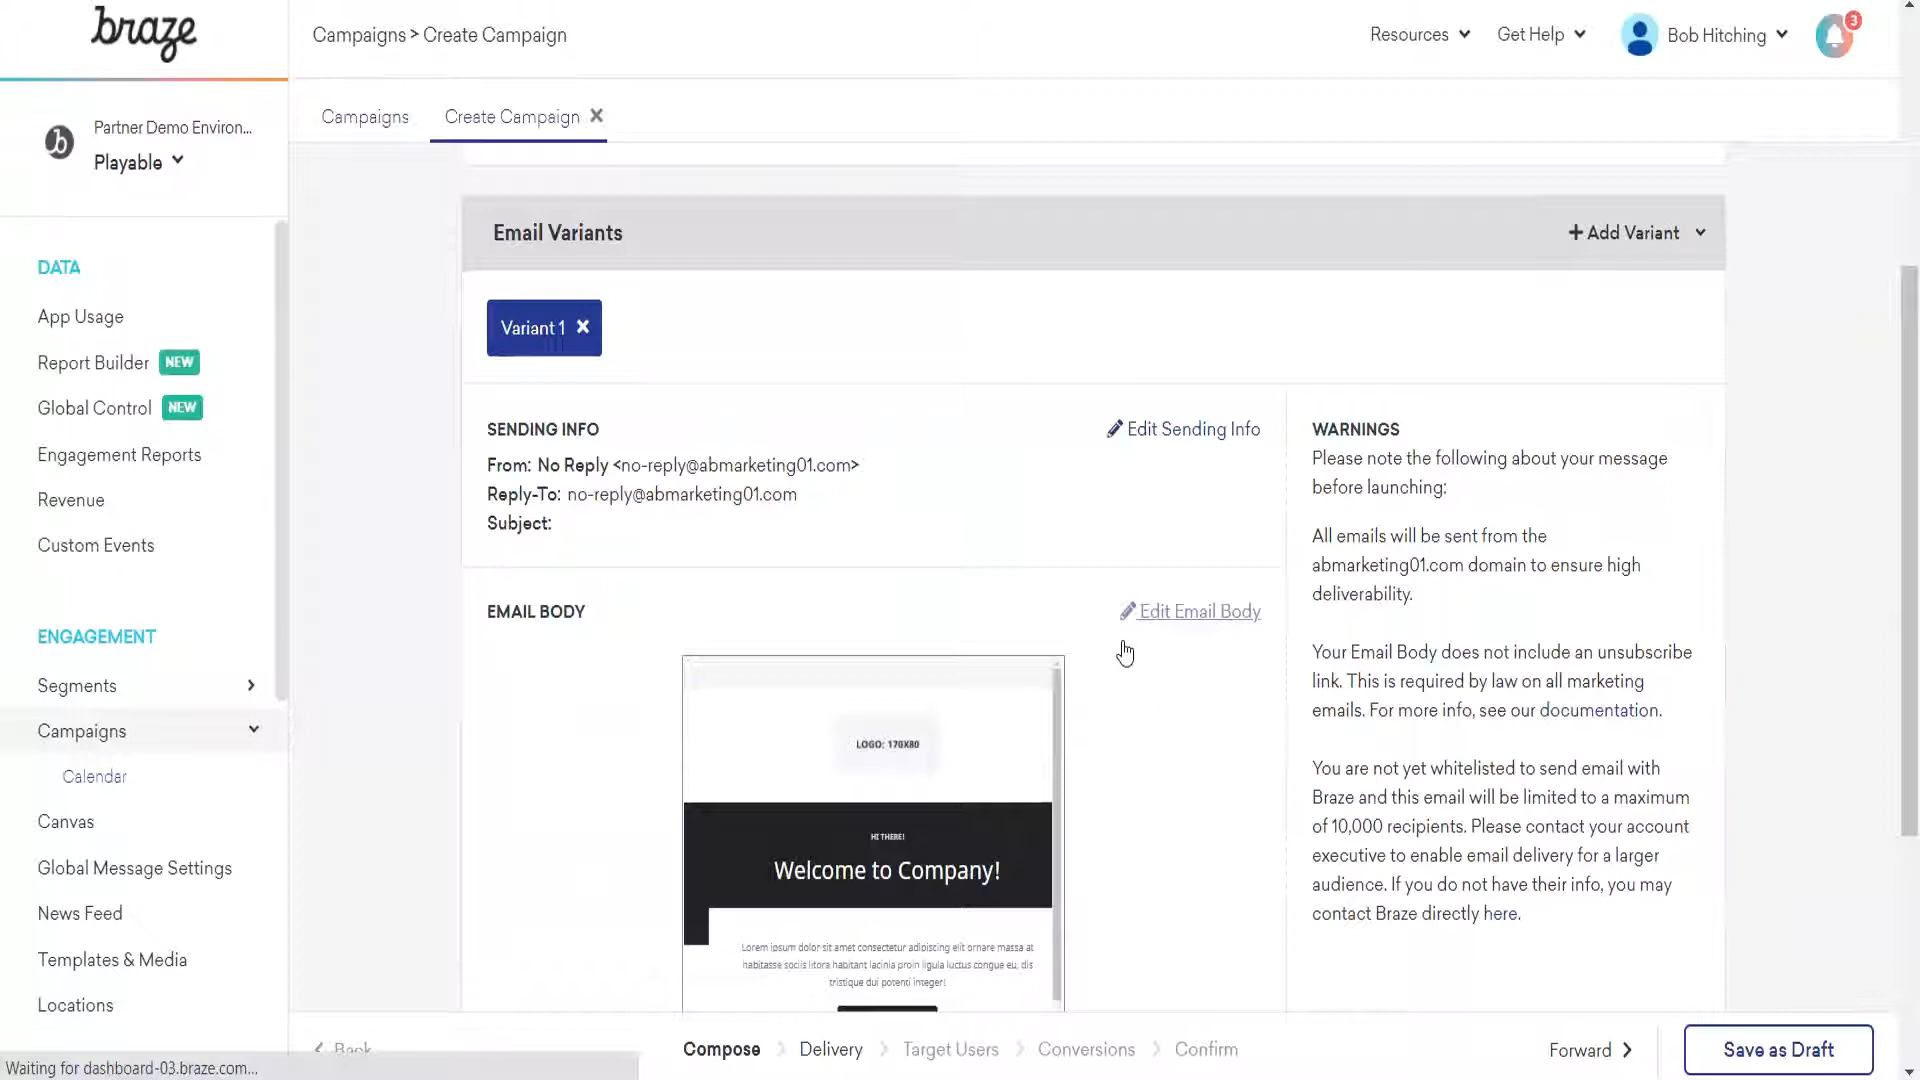 braze
Campaigns > Create Campaign
Resources
Get Help
Bob Hitching
3
Partner Demo Environ...
Playable
Campaigns
Create Campaign
DATA
App Usage
Report Builder NEW
Global Control NEW
Engagement Reports
Revenue
Custom Events
ENGAGEMENT
Segments
Campaigns
Calendar
Canvas
Global Message Settings
News Feed
Templates & Media
Locations
Email Variants
+ Add Variant
Variant 1
SENDING INFO
Edit Sending Info
From: No Reply <no-reply@abmarketing01.com>
Reply-To: no-reply@abmarketing01.com
Subject:
EMAIL BODY
Edit Email Body
LOGO: 170X80
HI THERE!
Welcome to Company!
Lorem ipsum dolor sit amet consectetur adipiscing elit ornare massa at
habitasse sociis litora habitant lacinia proin ligula luctus congue eu, dis
tristique dui potenti integer!
WARNINGS
Please note the following about your message
before launching:
All emails will be sent from the
abmarketing01.com domain to ensure high
deliverability.
Your Email Body does not include an unsubscribe
link. This is required by law on all marketing
emails. For more info, see our documentation.
You are not yet whitelisted to send email with
Braze and this email will be limited to a maximum
of 10,000 recipients. Please contact your account
executive to enable email delivery for a larger
audience. If you do not have their info, you may
contact Braze directly here.
Back
Compose
Delivery
Target Users
Conversions
Confirm
Forward
Save as Draft
Waiting for dashboard-03.braze.com...